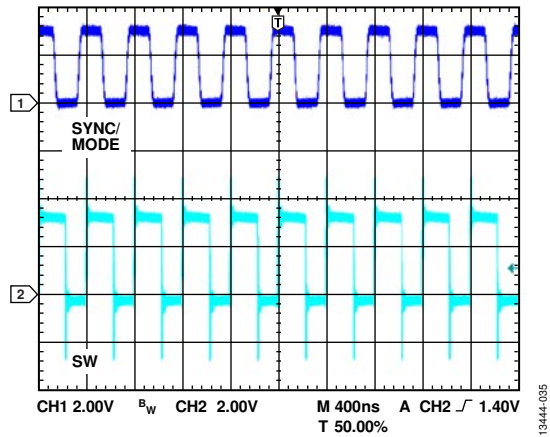 T
1
SYNC/
MODE
2
SW
CH1 2.00V BW CH2 2.00V M 400ns A CH2 1.40V
T 50.00%
13444-035